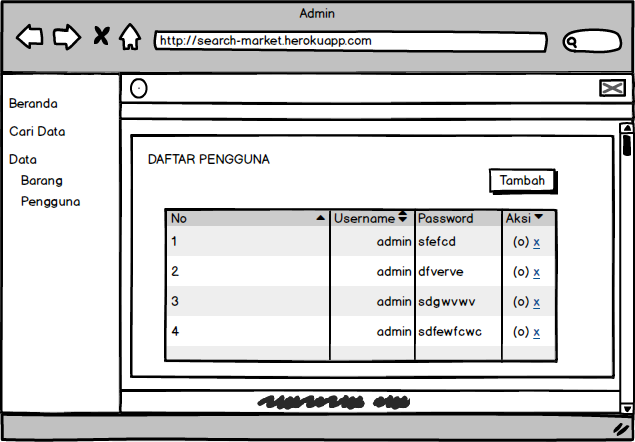 Admin
http://search-market.herokuapp.com
Beranda
Cari Data
Data
Barang
Pengguna
DAFTAR PENGGUNA
Tambah
No Username Password Aksi
1 admin sfefcd (o) x
2 admin dfverve (o) x
3 admin sdgwvwv (o) x
4 admin sdfewfcwc (o) x